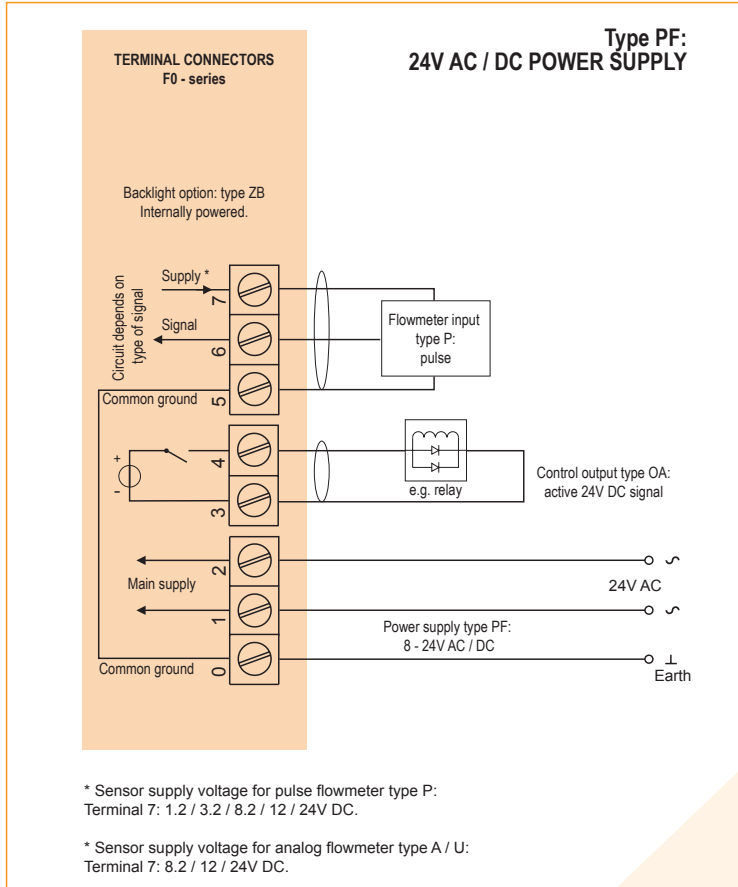 Type PF:
24V AC / DC POWER SUPPLY
TERMINAL CONNECTORS
F0 - series
Backlight option: type ZB
Internally powered.
Circuit depends on
type of signal
Supply *
7
Signal
6
Common ground
5
Flowmeter input
type P:
pulse
+
-
4
3
e.g. relay
Control output type OA:
active 24V DC signal
2
Main supply
1
24V AC
Power supply type PF:
8 - 24V AC / DC
Common ground
0
Earth
* Sensor supply voltage for pulse flowmeter type P:
Terminal 7: 1.2 / 3.2 / 8.2 / 12 / 24V DC.
* Sensor supply voltage for analog flowmeter type A / U:
Terminal 7: 8.2 / 12 / 24V DC.